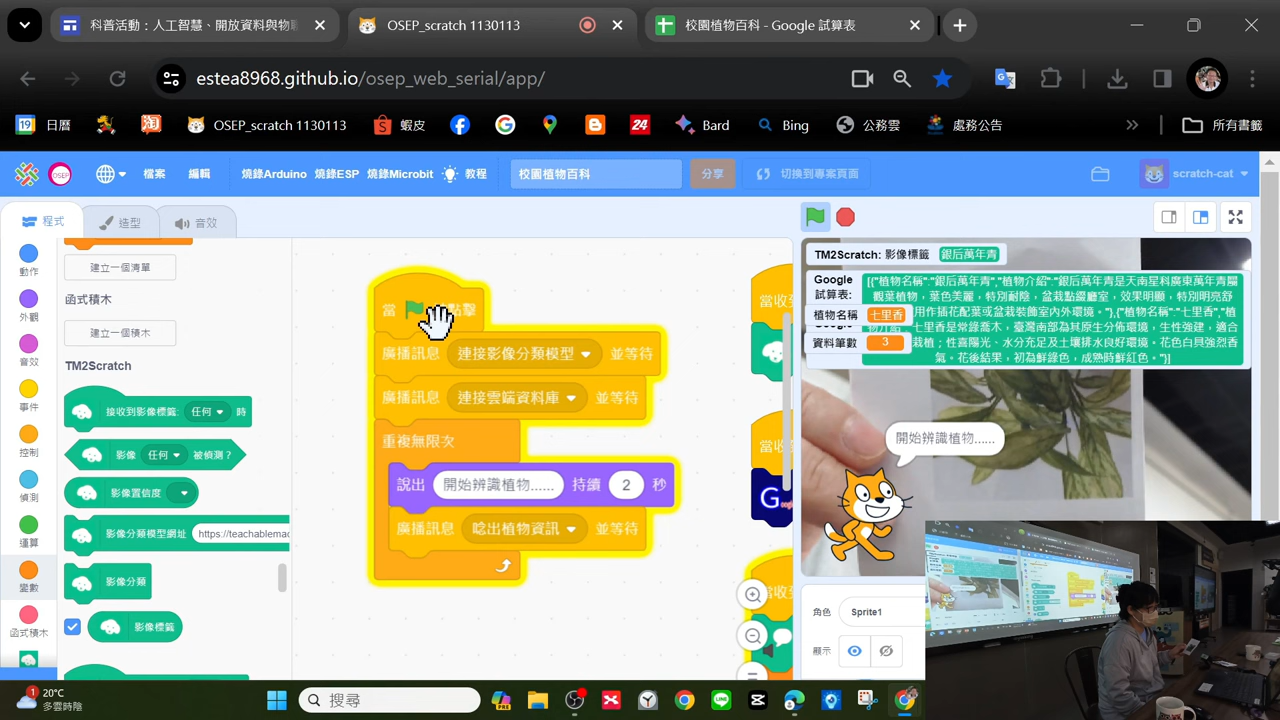 科普活動：人工智慧、開放資料與物聯
OSEP_scratch 1130113
校園植物百科 - Google 試算表
estea8968.github.io/osep_web_serial/app/
19 日曆
淘
OSEP_scratch 1130113
蝦皮
24
Bard
Bing
公務雲
處務公告
所有書籤
OSEP
檔案
編輯
燒錄Arduino
燒錄ESP
燒錄Microbit
教程
校園植物百科
分享
切換到專案頁面
scratch-cat
程式
造型
音效
動作
外觀
音效
事件
控制
偵測
運算
變數
函式積木
建立一個清單
函式積木
建立一個積木
TM2Scratch
接收到影像標籤: 任何 時
影像 任何 被偵測？
影像置信度
影像分類模型網址 https://teachablemac
影像分類
影像標籤
當 點擊
廣播訊息 連接影像分類模型 並等待
廣播訊息 連接雲端資料庫 並等待
重複無限次
說出 開始辨識植物...... 持續 2 秒
廣播訊息 唸出植物資訊 並等待
當收
當收
G
當收
TM2Scratch: 影像標籤 銀后萬年青
Google
試算表:
[{"植物名稱":"銀后萬年青","植物介紹":"銀后萬年青是天南星科廣東萬年青屬
觀葉植物，葉色美麗，特別耐陰，盆栽點綴廳室，效果明顯，特別明亮舒
用作插花配葉或盆栽裝飾室內外環境。"},{"植物名稱":"七里香","植
七里香是常綠喬木，臺灣南部為其原生分佈環境，生性強健，適合
栽植；性喜陽光、水分充足及土壤排水良好環境。花色白具強烈香
氣。花後結果，初為鮮綠色，成熟時鮮紅色。"}]
植物名稱 七里香
資料筆數 3
開始辨識植物......
角色 Sprite1
顯示
1
20°C
多雲時陰
搜尋
PRE
LINE